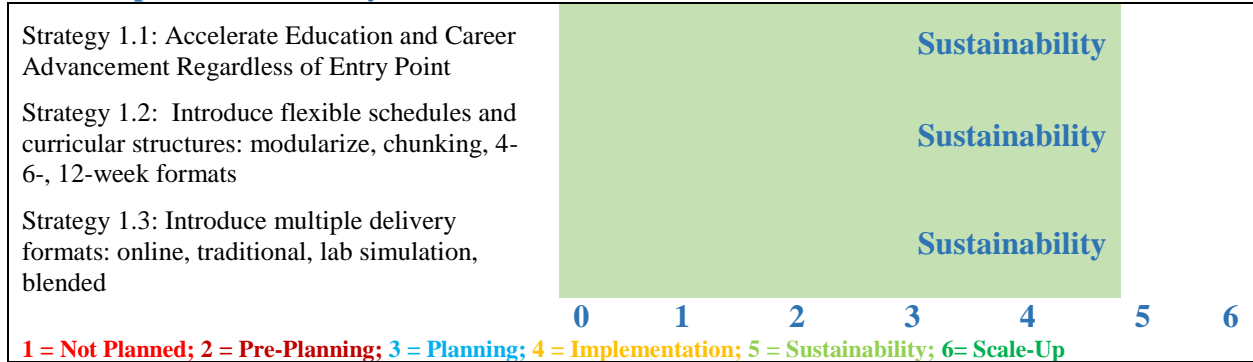 Strategy 1.1: Accelerate Education and Career
Advancement Regardless of Entry Point
Sustainability
Strategy 1.2:  Introduce flexible schedules and
curricular structures: modularize, chunking, 4-
6-, 12-week formats
Sustainability
Strategy 1.3: Introduce multiple delivery
formats: online, traditional, lab simulation,
blended
Sustainability
0 1 2 3 4 5 6
1 = Not Planned; 2 = Pre-Planning; 3 = Planning; 4 = Implementation; 5 = Sustainability; 6= Scale-Up